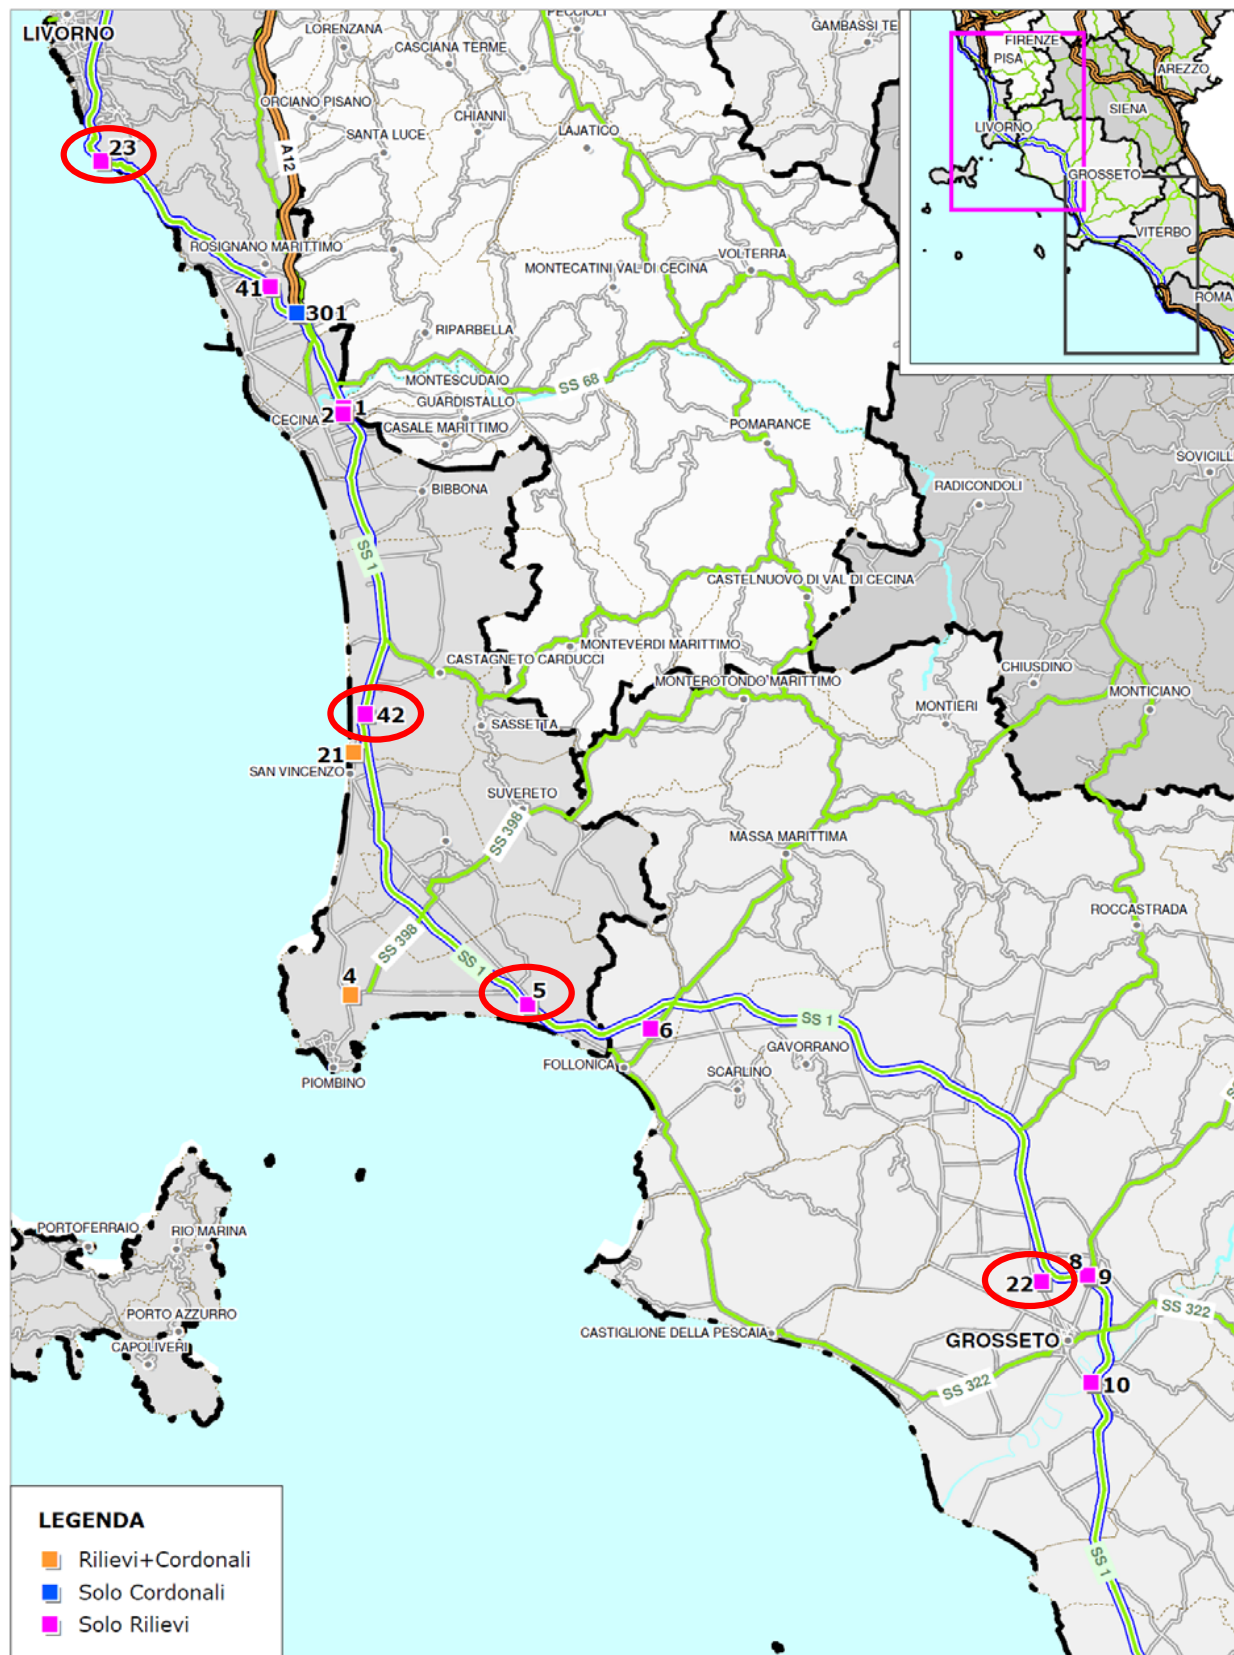 LIVORNO
LORENZANA
PECCIOLI
CASCIANA TERME
GAMBASSI TE
ORCIANO PISANO
CHIANNI
SANTA LUCE
LAJATICO
A12
23
ROSIGNANO MARITTIMO
MONTECATINI VAL DI CECINA
VOLTERRA
41
301
RIPARBELLA
MONTESCUDAIO
SS 68
GUARDISTALLO
2
1
CECINA
CASALE MARITTIMO
POMARANCE
BIBBONA
RADICONDOLI
SOVICILL
SS 1
CASTELNUOVO DI VAL DI CECINA
MONTEVERDI MARITTIMO
CASTAGNETO CARDUCCI
CHIUSDINO
MONTEROTONDO MARITTIMO
MONTICIANO
MONTIERI
42
SASSETTA
21
SAN VINCENZO
SUVERETO
SS 398
MASSA MARITTIMA
ROCCASTRADA
SS 398
SS 1
4
5
6
SS 1
GAVORRANO
FOLLONICA
SCARLINO
PIOMBINO
PORTOFERRAIO
RIO MARINA
8
9
22
PORTO AZZURRO
SS 322
CASTIGLIONE DELLA PESCAIA
GROSSETO
CAPOLIVERI
SS 322
10
SS 1
FIRENZE
PISA
AREZZO
SIENA
LIVORNO
GROSSETO
VITERBO
ROMA
LEGENDA
Rilievi+Cordonali
Solo Cordonali
Solo Rilievi